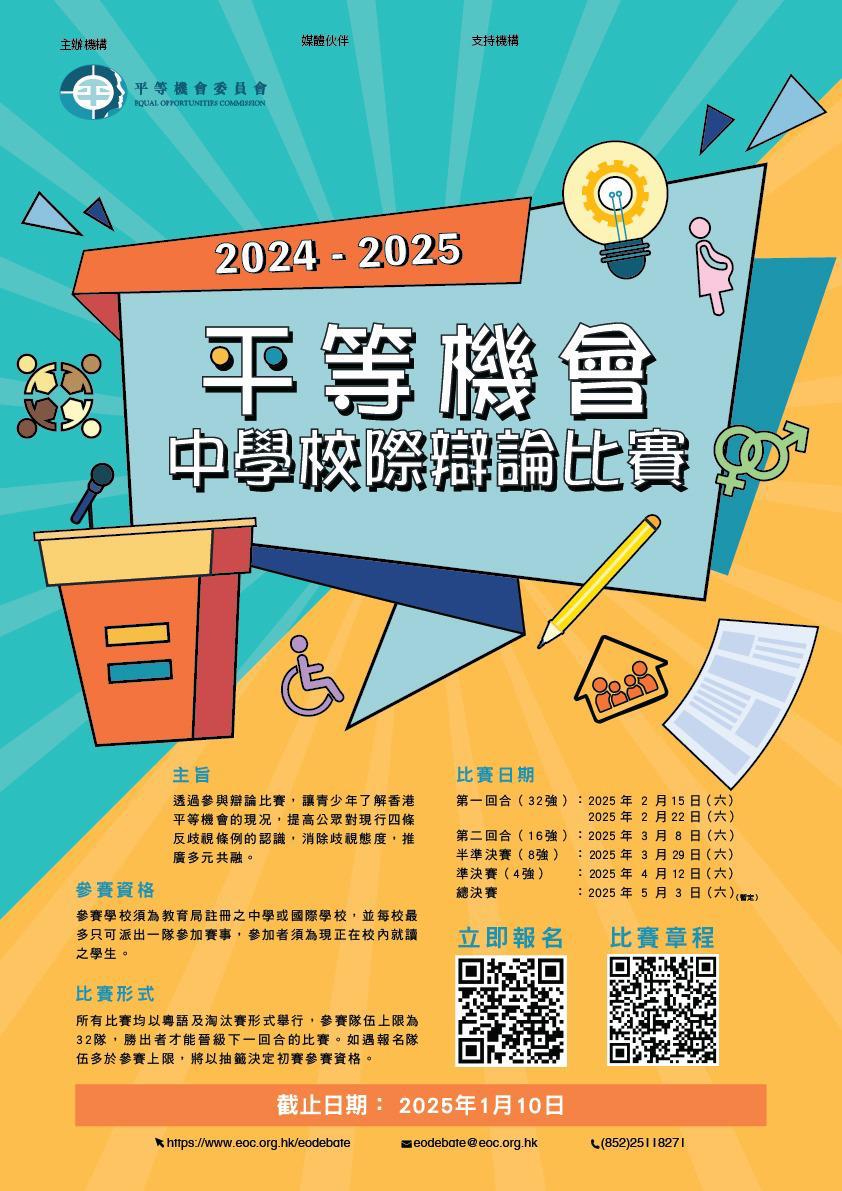 主辦機構
媒體伙伴
支持機構
平等機會委員會
EQUAL OPPORTUNITIES COMMISSION
2024 - 2025
平等機會
中學校際辯論比賽
主旨
透過參與辯論比賽，讓青少年了解香港
平等機會的現況，提高公眾對現行四條
反歧視條例的認識，消除歧視態度，推
廣多元共融。
參賽資格
參賽學校須為教育局註冊之中學或國際學校，並每校最
多只可派出一隊參加賽事，參加者須為現正在校內就讀
之學生。
比賽形式
所有比賽均以粵語及淘汰賽形式舉行，參賽隊伍上限為
32隊，勝出者才能晉級下一回合的比賽。如遇報名隊
伍多於參賽上限，將以抽籤決定初賽參賽資格。
比賽日期
第一回合（32強）：2025 年 2 月 15 日（六）
2025 年 2 月 22 日（六）
第二回合（16強）：2025 年 3 月 8 日（六）
半準決賽（8強）：2025 年 3 月 29 日（六）
準決賽（4強）：2025 年 4 月 12 日（六）
總決賽：2025 年 5 月 3 日（六）(暫定)
立即報名
比賽章程
截止日期： 2025年1月10日
https://www.eoc.org.hk/eodebate
eodebate@eoc.org.hk
(852)25118271